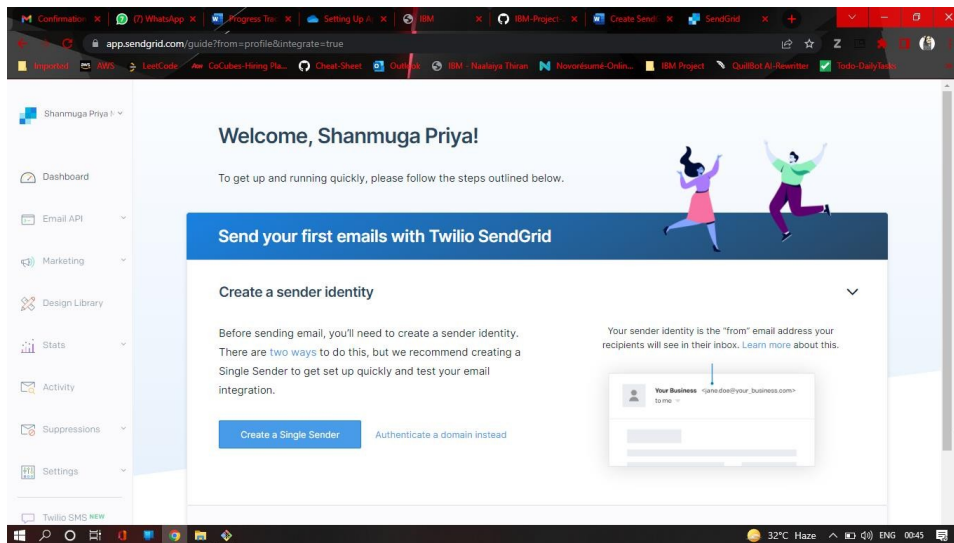 Confirmation
(7) WhatsApp
Progress Tra
Setting Up A
IBM
IBM-Project
Create Send
SendGrid
app.sendgrid.com/guide?from=profile&integrate=true
Imported
AWS
LeetCode
CoCubes-Hiring Pla...
Cheat-Sheet
Outlook
IBM - Naalaiya Thiran
Novorésumé-Onlin...
IBM Project
QuillBot AI-Rewritter
Todo-DailyTasks
Shanmuga Priya
Dashboard
Email API
Marketing
Design Library
Stats
Activity
Suppressions
Settings
Twilio SMS NEW
Welcome, Shanmuga Priya!
To get up and running quickly, please follow the steps outlined below.
Send your first emails with Twilio SendGrid
Create a sender identity
Before sending email, you'll need to create a sender identity.
There are two ways to do this, but we recommend creating a
Single Sender to get set up quickly and test your email
integration.
Create a Single Sender
Authenticate a domain instead
Your sender identity is the "from" email address your
recipients will see in their inbox. Learn more about this.
Your Business <jane.doe@your_business.com>
to me
32°C Haze
ENG
00:45